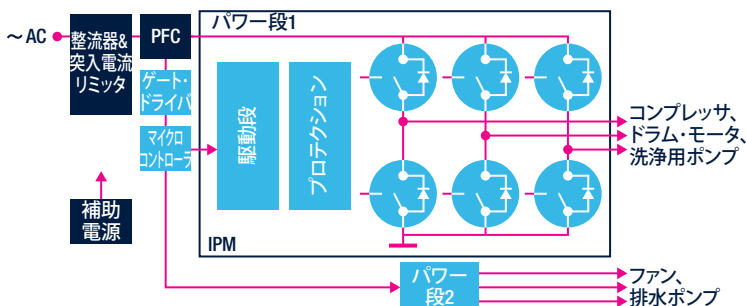 ～AC
整流器&
突入電流
リミッタ
PFC
ゲート・
ドライバ
マイクロ
コントローラ
補助
電源
パワー段1
駆動段
プロテクション
IPM
コンプレッサ、
ドラム・モータ、
洗浄用ポンプ
パワー
段2
ファン、
排水ポンプ